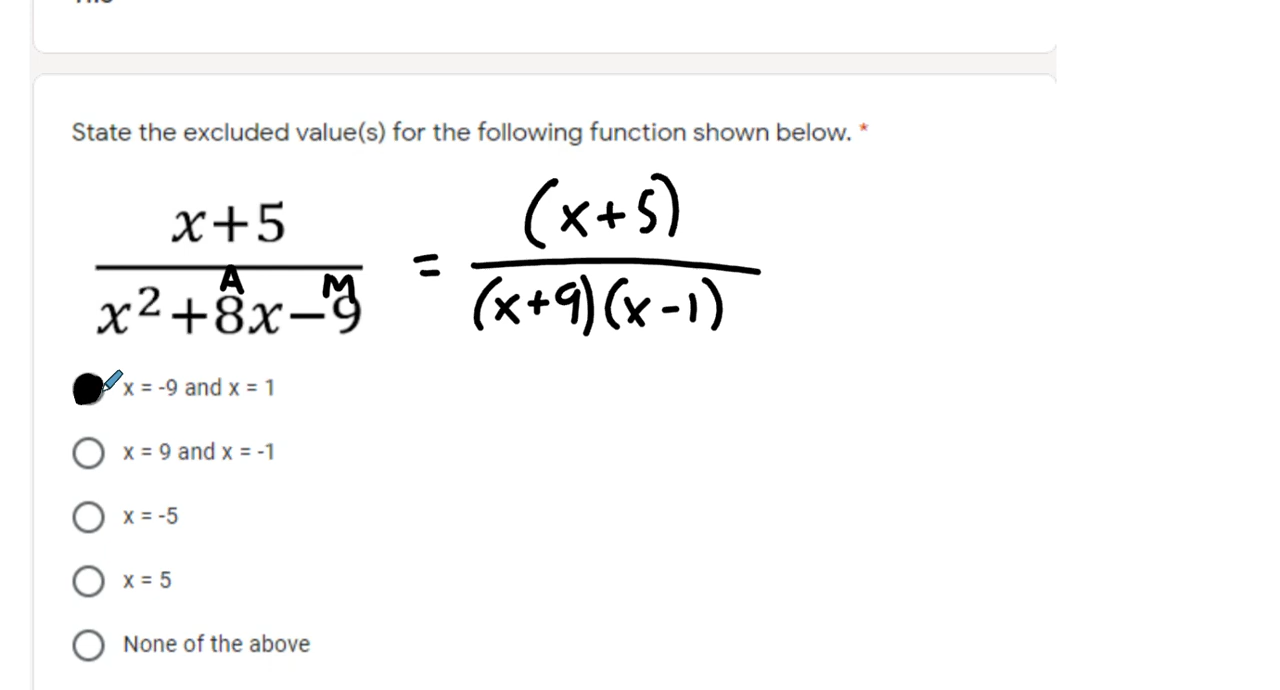 State the excluded value(s) for the following function shown below. *
x+5
x²+8x−9
A
M
=
(x+5)
(x+9)(x-1)
x = -9 and x = 1
x = 9 and x = -1
x = -5
x = 5
None of the above